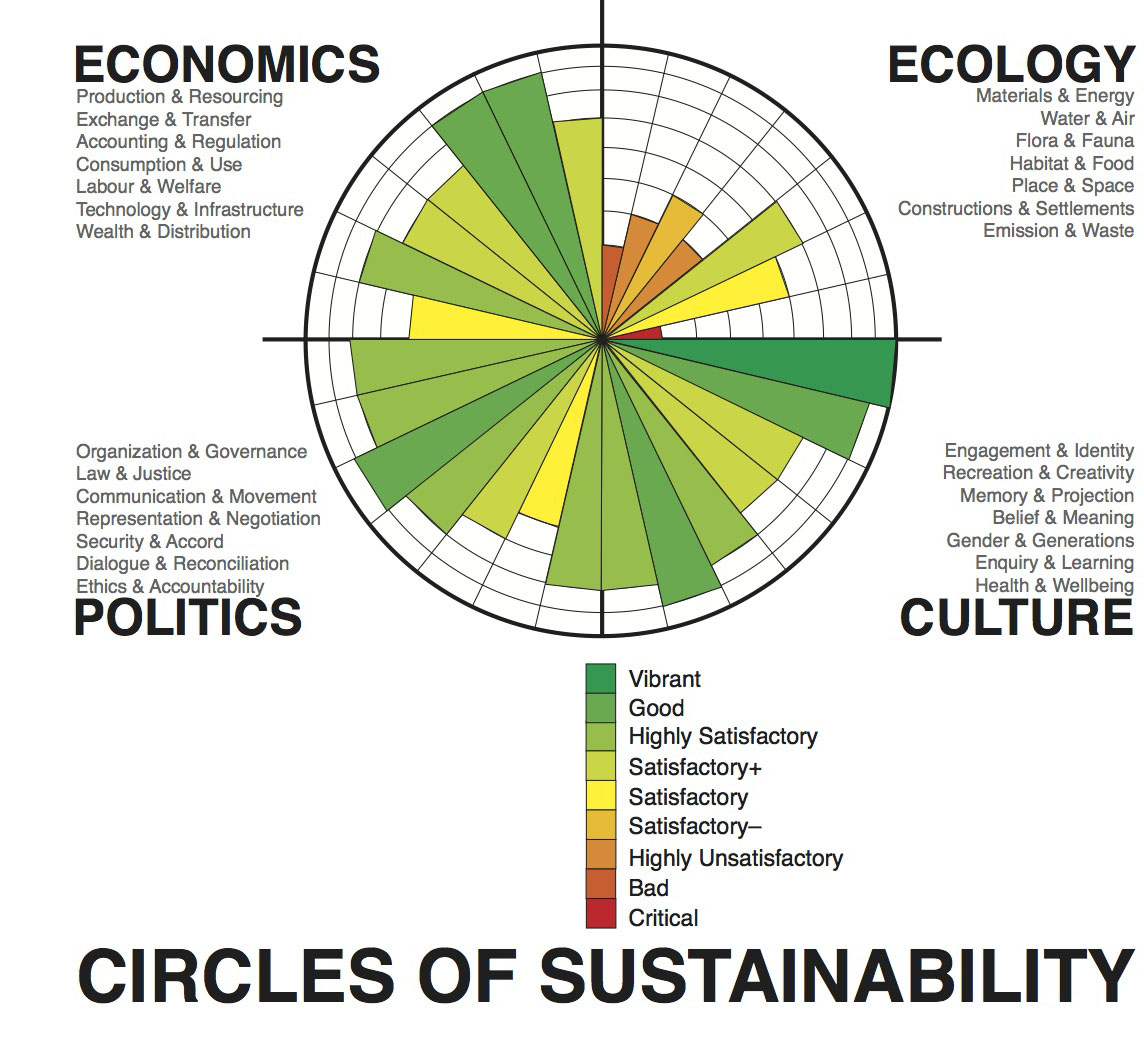 ECONOMICS
Production & Resourcing
Exchange & Transfer
Accounting & Regulation
Consumption & Use
Labour & Welfare
Technology & Infrastructure
Wealth & Distribution
ECOLOGY
Materials & Energy
Water & Air
Flora & Fauna
Habitat & Food
Place & Space
Constructions & Settlements
Emission & Waste
Organization & Governance
Law & Justice
Communication & Movement
Representation & Negotiation
Security & Accord
Dialogue & Reconciliation
Ethics & Accountability
POLITICS
Engagement & Identity
Recreation & Creativity
Memory & Projection
Belief & Meaning
Gender & Generations
Enquiry & Learning
Health & Wellbeing
CULTURE
Vibrant
Good
Highly Satisfactory
Satisfactory+
Satisfactory
Satisfactory–
Highly Unsatisfactory
Bad
Critical
CIRCLES OF SUSTAINABILITY